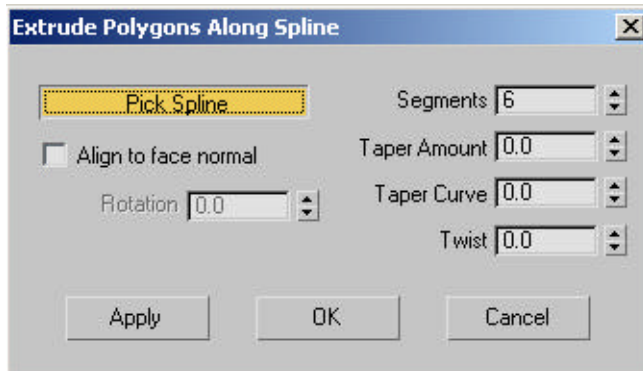 Extrude Polygons Along Spline
Pick Spline
Align to face normal
Rotation 0.0
Segments 6
Taper Amount 0.0
Taper Curve 0.0
Twist 0.0
Apply OK Cancel